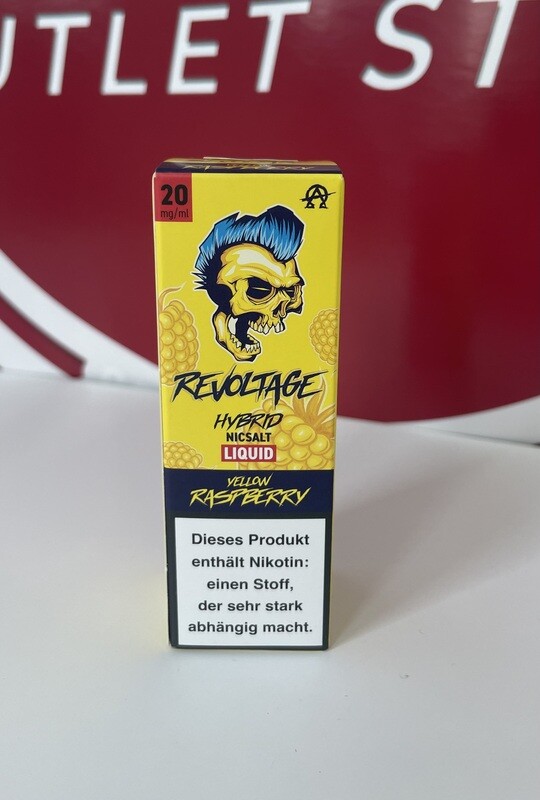 UTLET ST
20
mg/ml
REVOLTAGE
HYBRID
NICSALT
LIQUID
YELLOW
RASPBERRY
Dieses Produkt
enthält Nikotin:
einen Stoff,
der sehr stark
abhängig macht.